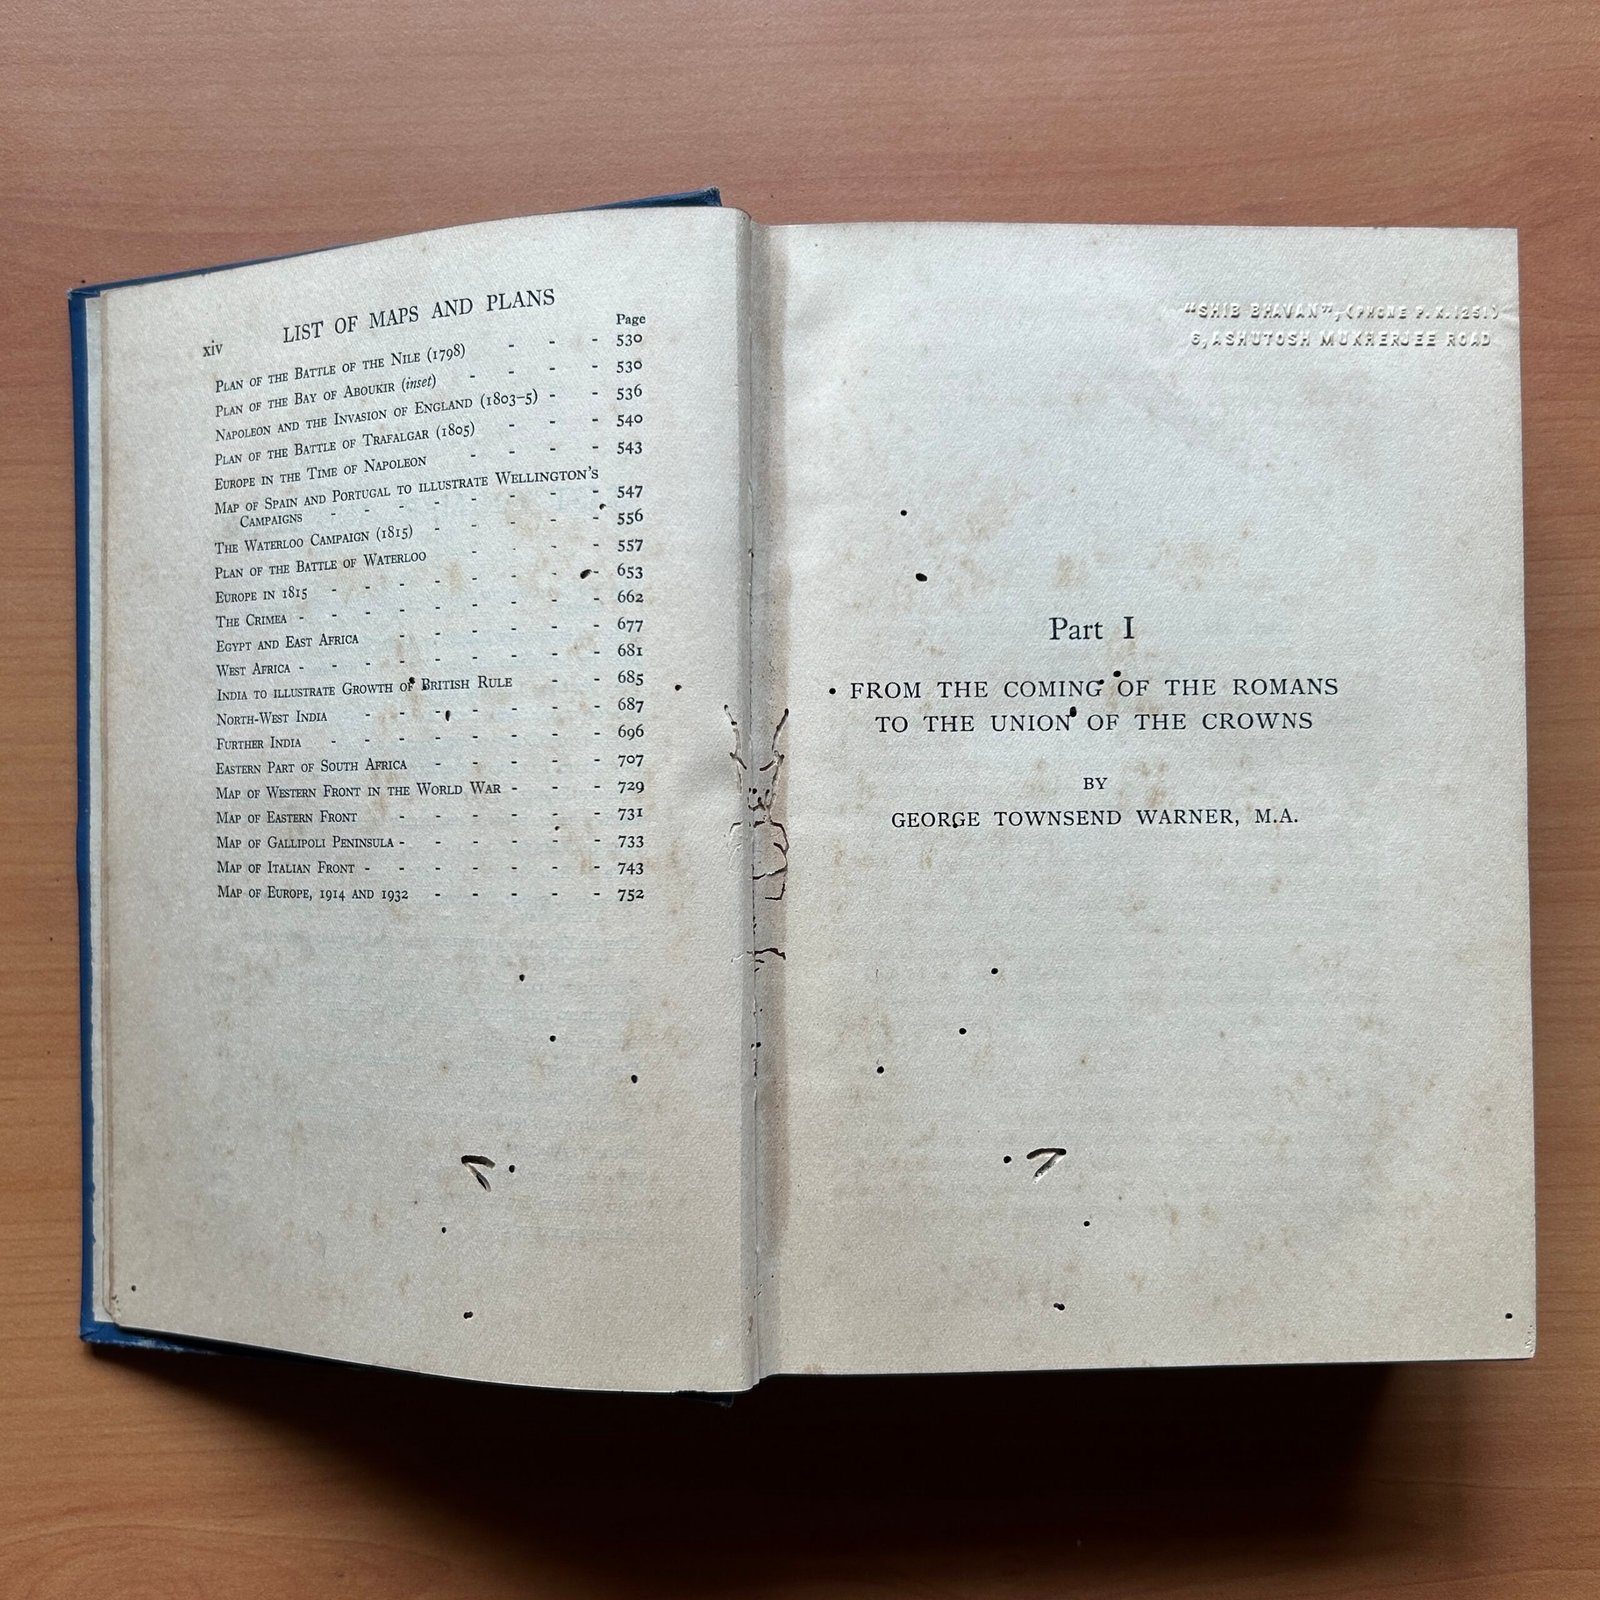 xiv LIST OF MAPS AND PLANS
Page
PLAN OF THE BATTLE OF THE NILE (1798) - - - 530
PLAN OF THE BAY OF ABOUKIR (inset) - - - - 530
NAPOLEON AND THE INVASION OF ENGLAND (1803–5) - - 536
PLAN OF THE BATTLE OF TRAFALGAR (1805) - - - 540
EUROPE IN THE TIME OF NAPOLEON - - - - 543
MAP OF SPAIN AND PORTUGAL TO ILLUSTRATE WELLINGTON'S
CAMPAIGNS - - - - - - - 547
THE WATERLOO CAMPAIGN (1815) - - - - - 556
PLAN OF THE BATTLE OF WATERLOO - - - - 557
EUROPE IN 1815 - - - - - - - 653
THE CRIMEA - - - - - - - - 662
EGYPT AND EAST AFRICA - - - - - - 677
WEST AFRICA - - - - - - - - 681
INDIA TO ILLUSTRATE GROWTH OF BRITISH RULE - - 685
NORTH-WEST INDIA - - - - - - - 687
FURTHER INDIA - - - - - - - 696
EASTERN PART OF SOUTH AFRICA - - - - - 707
MAP OF WESTERN FRONT IN THE WORLD WAR - - - 729
MAP OF EASTERN FRONT - - - - - - 731
MAP OF GALLIPOLI PENINSULA - - - - - - 733
MAP OF ITALIAN FRONT - - - - - - - 743
MAP OF EUROPE, 1914 AND 1932 - - - - - 752
"SHIB BHAVAN", (PHONE P. K. 1251)
6, ASHUTOSH MUKHERJEE ROAD
Part I
FROM THE COMING OF THE ROMANS
TO THE UNION OF THE CROWNS
BY
GEORGE TOWNSEND WARNER, M.A.